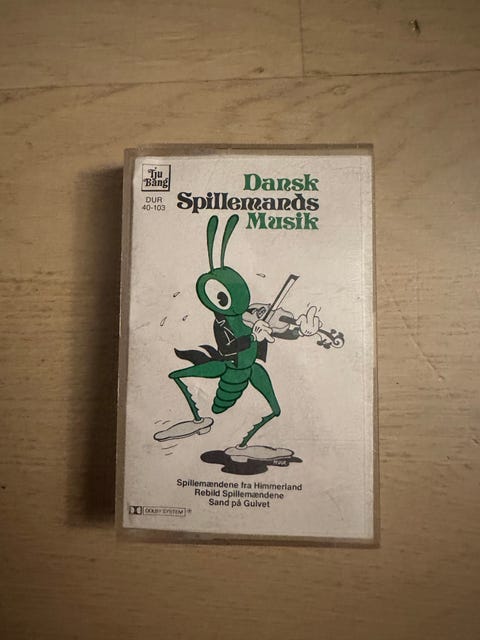 Tju
Bang
DUR
40-103
Dansk
Spillemands
Musik
Spillemændene fra Himmerland
Rebild Spillemændene
Sand på Gulvet
DOLBY SYSTEM ®